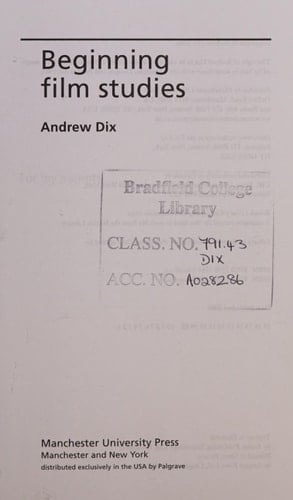 Beginning
film studies
Andrew Dix
Bradfield College
Library
CLASS. NO. 791.43
DIX
ACC. NO. A028286
Manchester University Press
Manchester and New York
distributed exclusively in the USA by Palgrave